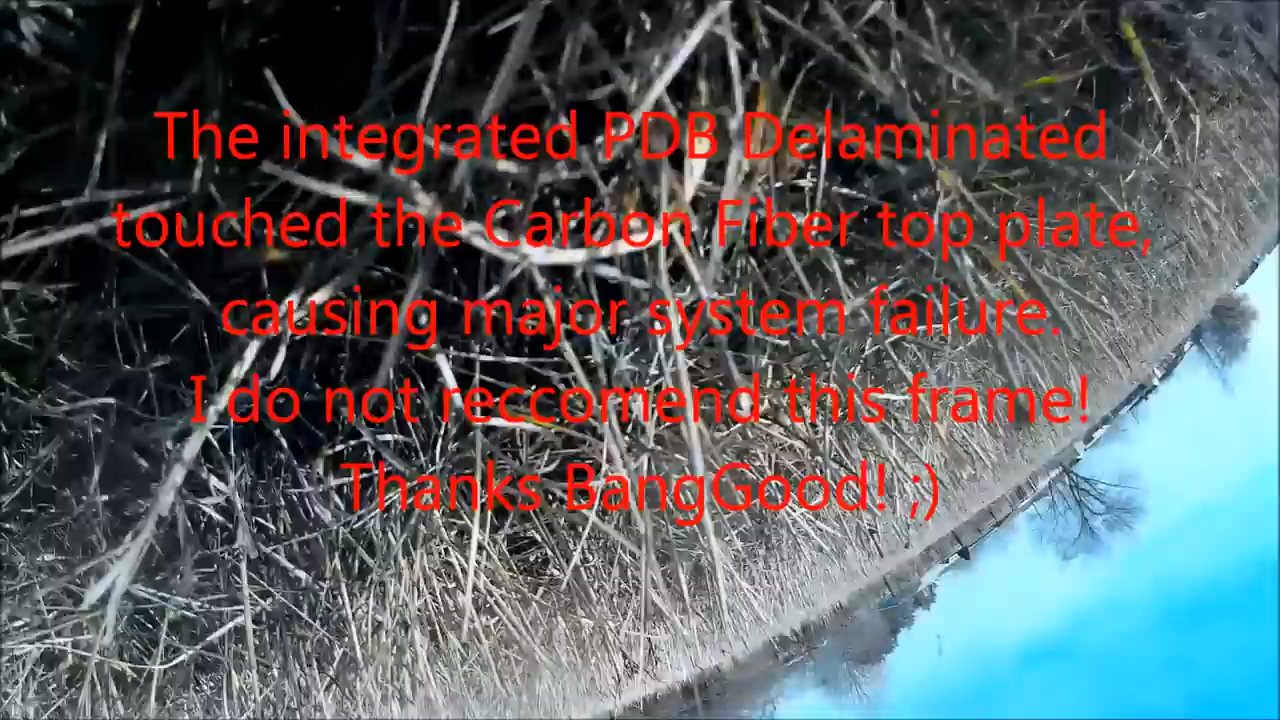 The integrated PDB Delaminated
touched the Carbon Fiber top plate,
causing major system failure.
I do not reccomend this frame!
Thanks BangGood! ;)